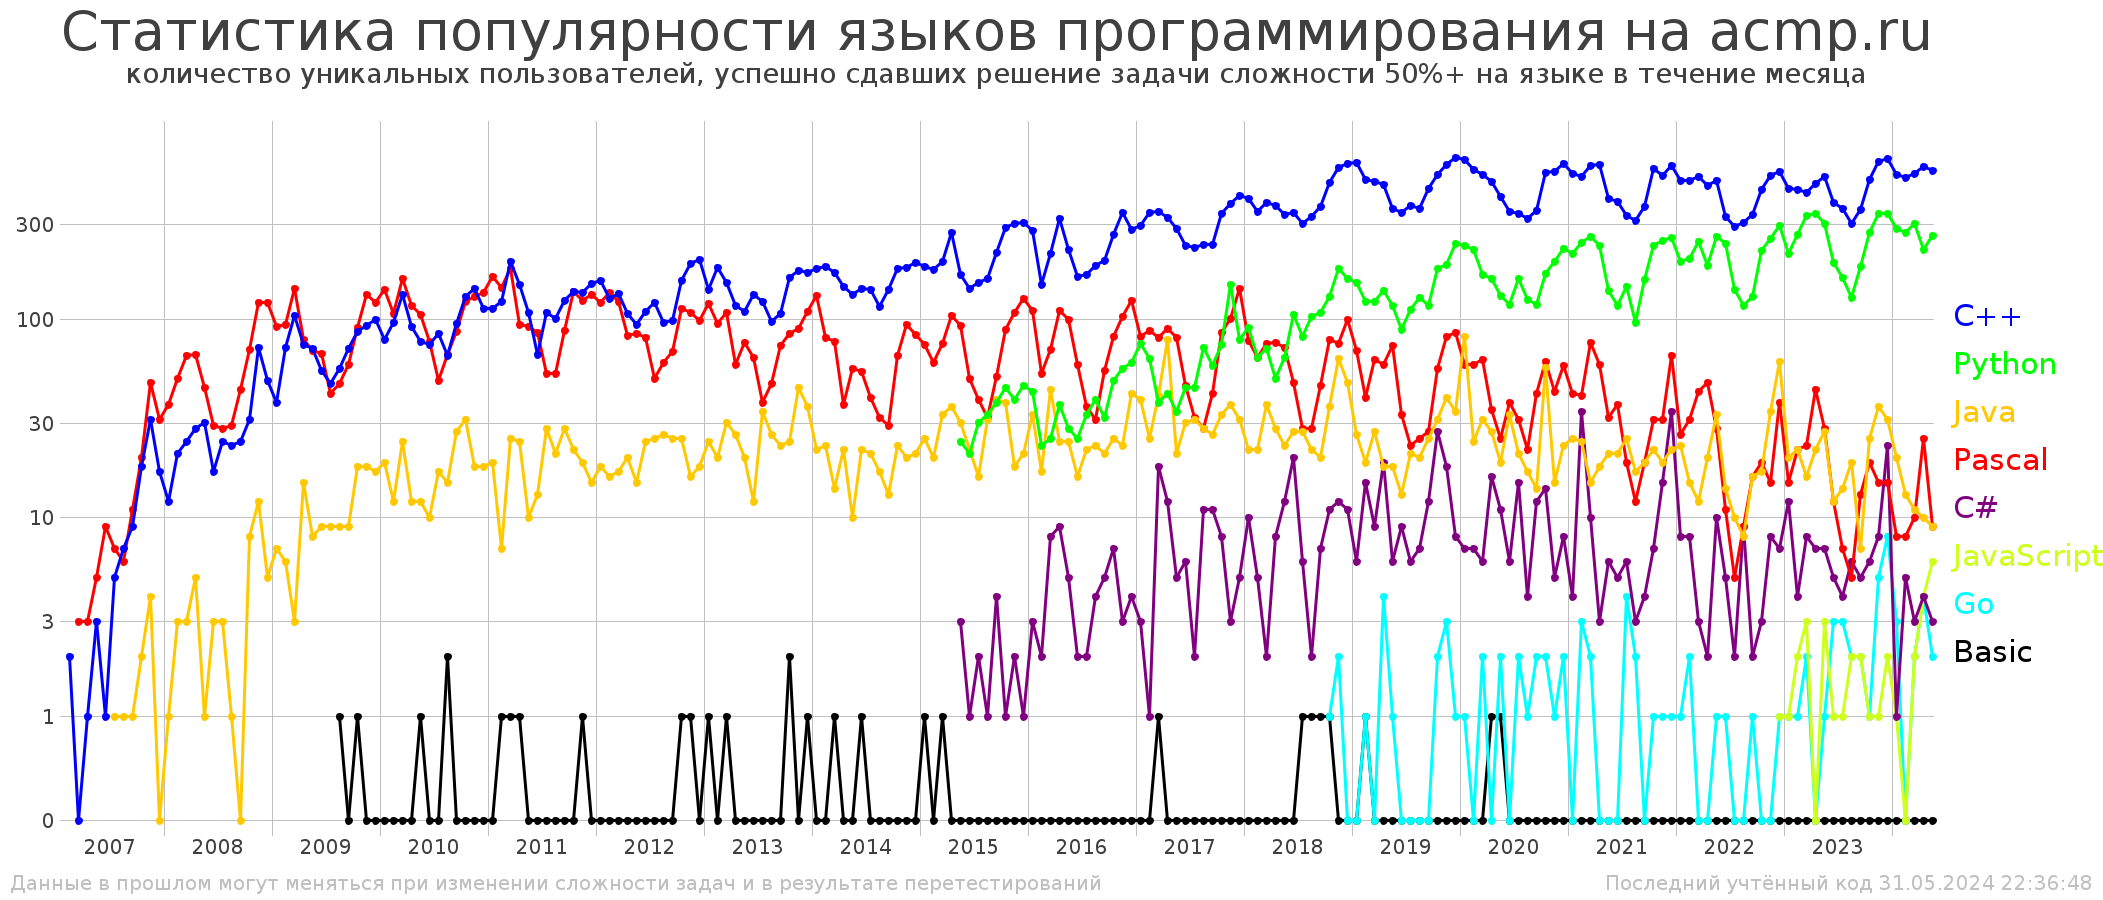 Статистика популярности языков программирования на acmp.ru
количество уникальных пользователей, успешно сдавших решение задачи сложности 50%+ на языке в течение месяца
300
100
30
10
3
1
0
C++
Python
Java
Pascal
C#
JavaScript
Go
Basic
2007 2008 2009 2010 2011 2012 2013 2014 2015 2016 2017 2018 2019 2020 2021 2022 2023
Данные в прошлом могут меняться при изменении сложности задач и в результате перетестирований
Последний учтённый код 31.05.2024 22:36:48